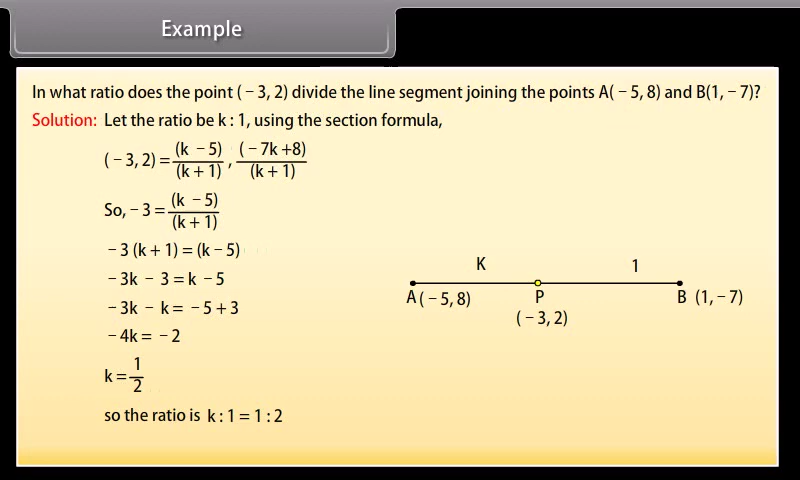 Example
In what ratio does the point (−3, 2) divide the line segment joining the points A(−5, 8) and B(1, −7)?
Solution: Let the ratio be k : 1, using the section formula,
(−3, 2) = (k −5)/(k + 1) , (−7k +8)/(k + 1)
So, −3 = (k −5)/(k + 1)
−3 (k + 1) = (k − 5)
−3k − 3 = k −5
−3k − k = −5 + 3
−4k = −2
k = 1/2
so the ratio is k : 1 = 1 : 2
K 1
A (−5, 8) P B (1, −7)
(−3, 2)